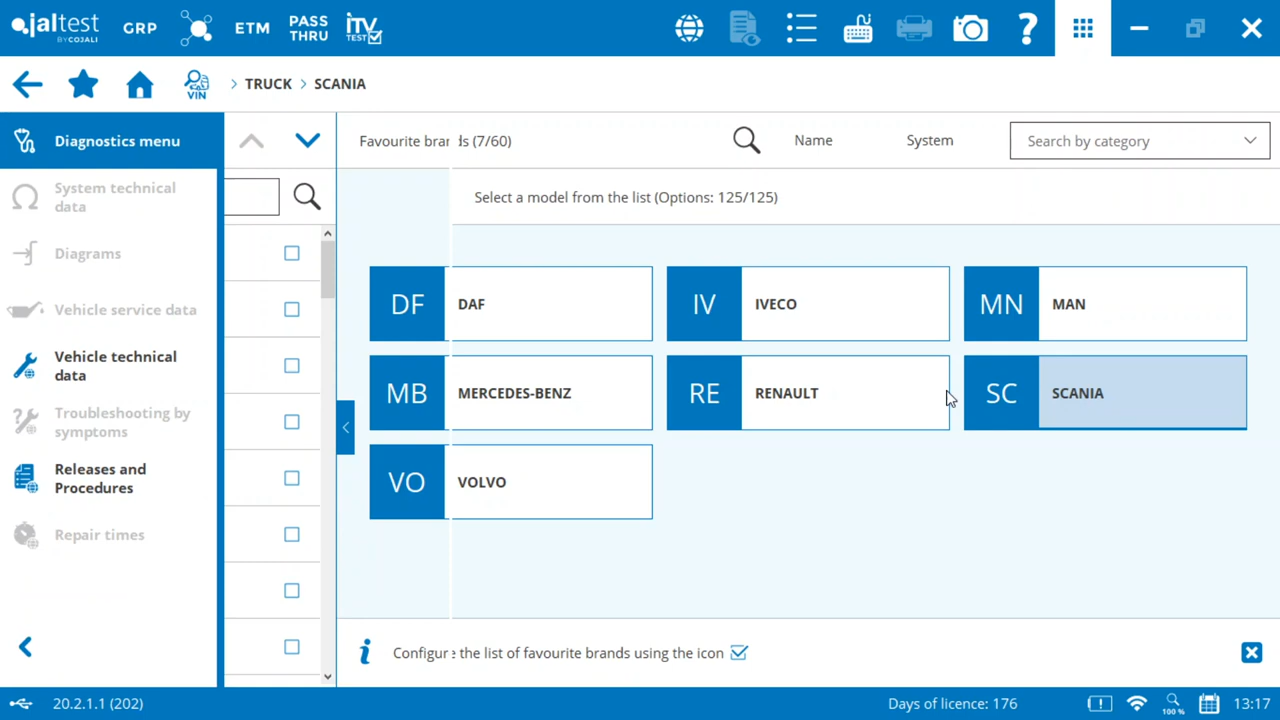 jaltest
BY COJALI
GRP
ETM
PASS
THRU
itv
TEST
VIN
> TRUCK > SCANIA
Diagnostics menu
System technical
data
Diagrams
Vehicle service data
Vehicle technical
data
Troubleshooting by
symptoms
Releases and
Procedures
Repair times
Favourite brands (7/60)
Name
System
Search by category
Select a model from the list (Options: 125/125)
DF
DAF
IV
IVECO
MN
MAN
MB
MERCEDES-BENZ
RE
RENAULT
SC
SCANIA
VO
VOLVO
Configure the list of favourite brands using the icon
20.2.1.1 (202)
Days of licence: 176
100 %
13:17